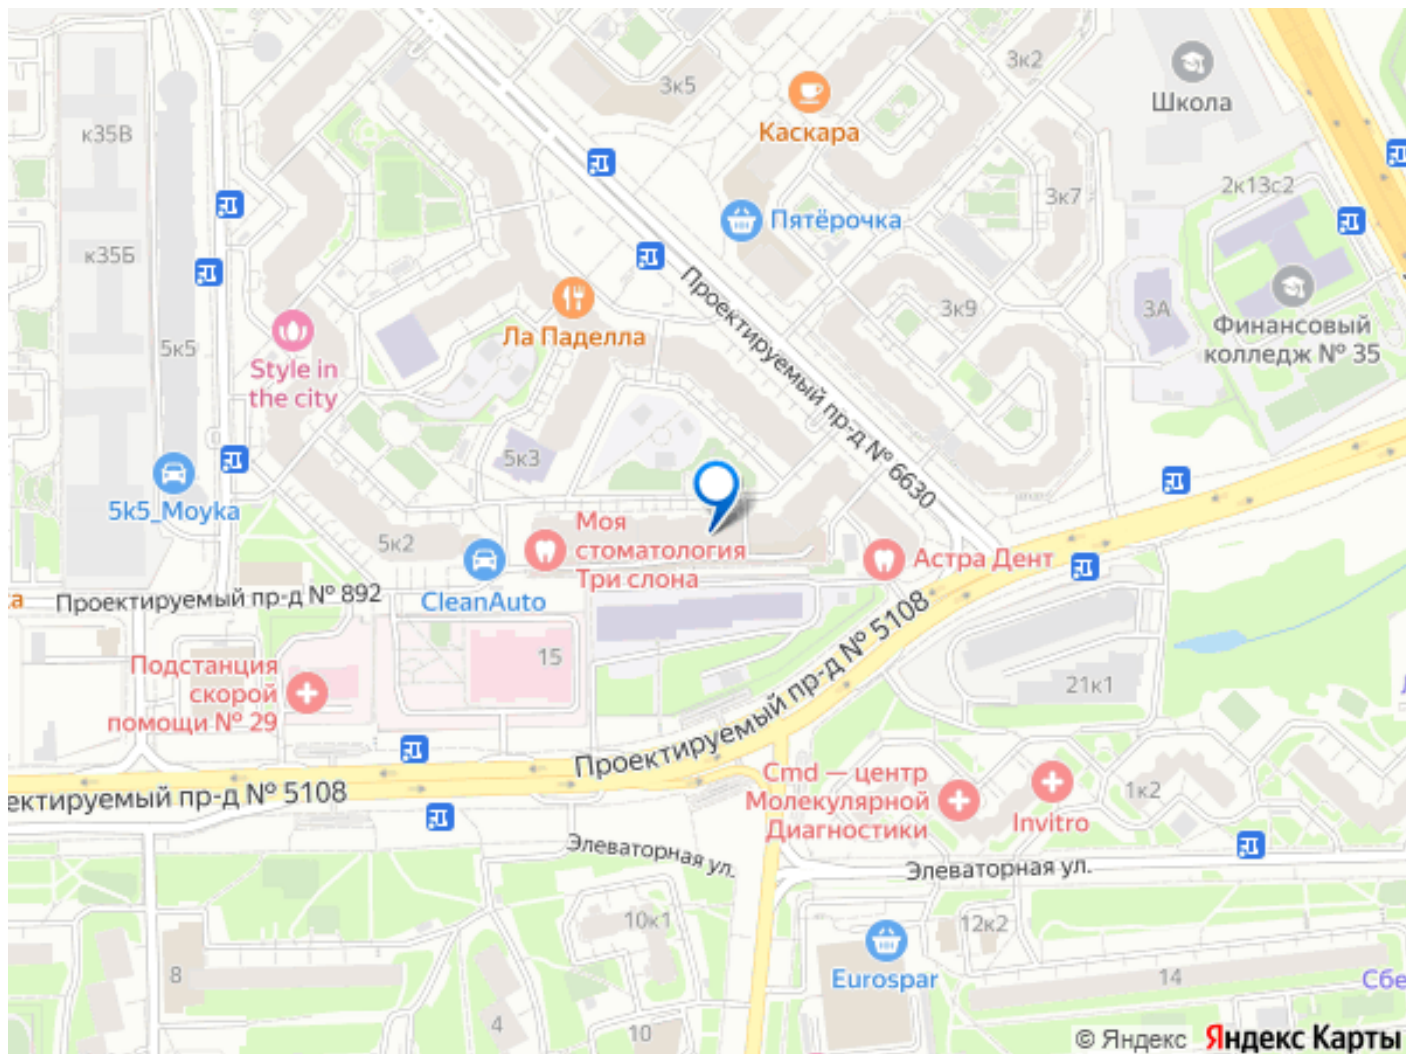 3к5
3к2
Школа
к35В
Каскара
2к13с2
3к7
Пятёрочка
к35Б
Проектируемый пр-д № 6630
3А
3к9
Ла Паделла
Финансовый
колледж № 35
5к5
Style in
the city
5к3
5k5_Moyka
Моя
стоматология
Три слона
5к2
Астра Дент
CleanAuto
ка
Проектируемый пр-д № 892
15
Подстанция
скорой
помощи № 29
21к1
Проектируемый пр-д № 5108
ектируемый пр-д № 5108
Cmd — центр
Молекулярной
Диагностики
Invitro
1к2
Элеваторная ул.
Элеваторная ул.
10к1
12к2
8
Eurospar
14
Сбе
4
10
© Яндекс Яндекс Карты